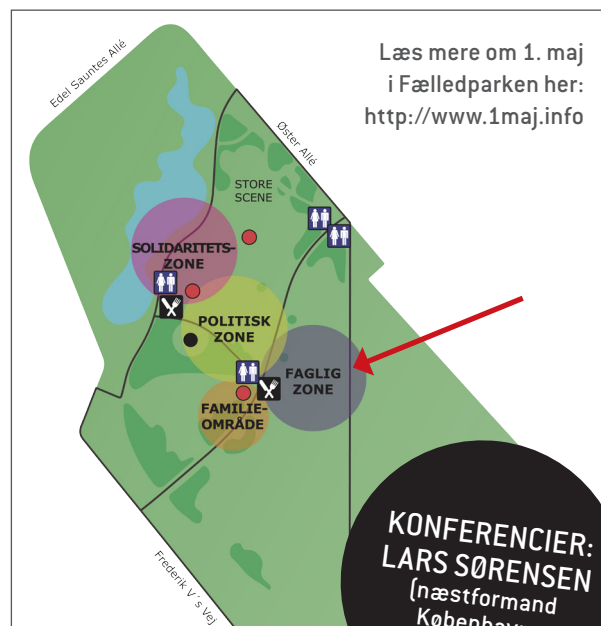 Læs mere om 1. maj
i Fælledparken her:
http://www.1maj.info
Edel Sauntes Allé
Øster Allé
STORE
SCENE
SOLIDARITETS-
ZONE
POLITISK
ZONE
FAGLIG
ZONE
FAMILIE-
OMRÅDE
Frederik V´s Vej
KONFERENCIER:
LARS SØRENSEN
(næstformand